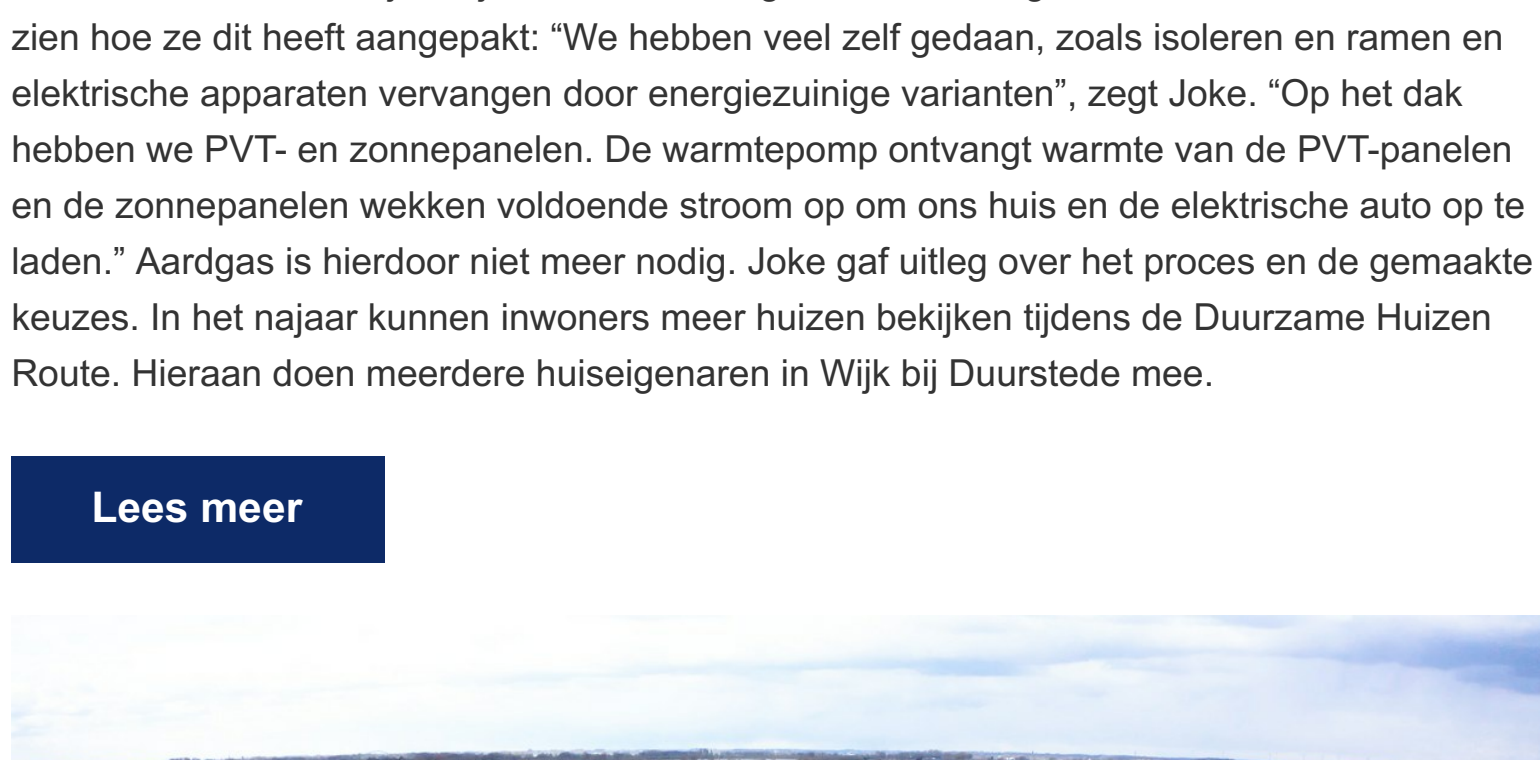 zien hoe ze dit heeft aangepakt: “We hebben veel zelf gedaan, zoals isoleren en ramen en
elektrische apparaten vervangen door energiezuinige varianten”, zegt Joke. “Op het dak
hebben we PVT- en zonnepanelen. De warmtepomp ontvangt warmte van de PVT-panelen
en de zonnepanelen wekken voldoende stroom op om ons huis en de elektrische auto op te
laden.” Aardgas is hierdoor niet meer nodig. Joke gaf uitleg over het proces en de gemaakte
keuzes. In het najaar kunnen inwoners meer huizen bekijken tijdens de Duurzame Huizen
Route. Hieraan doen meerdere huiseigenaren in Wijk bij Duurstede mee.
Lees meer